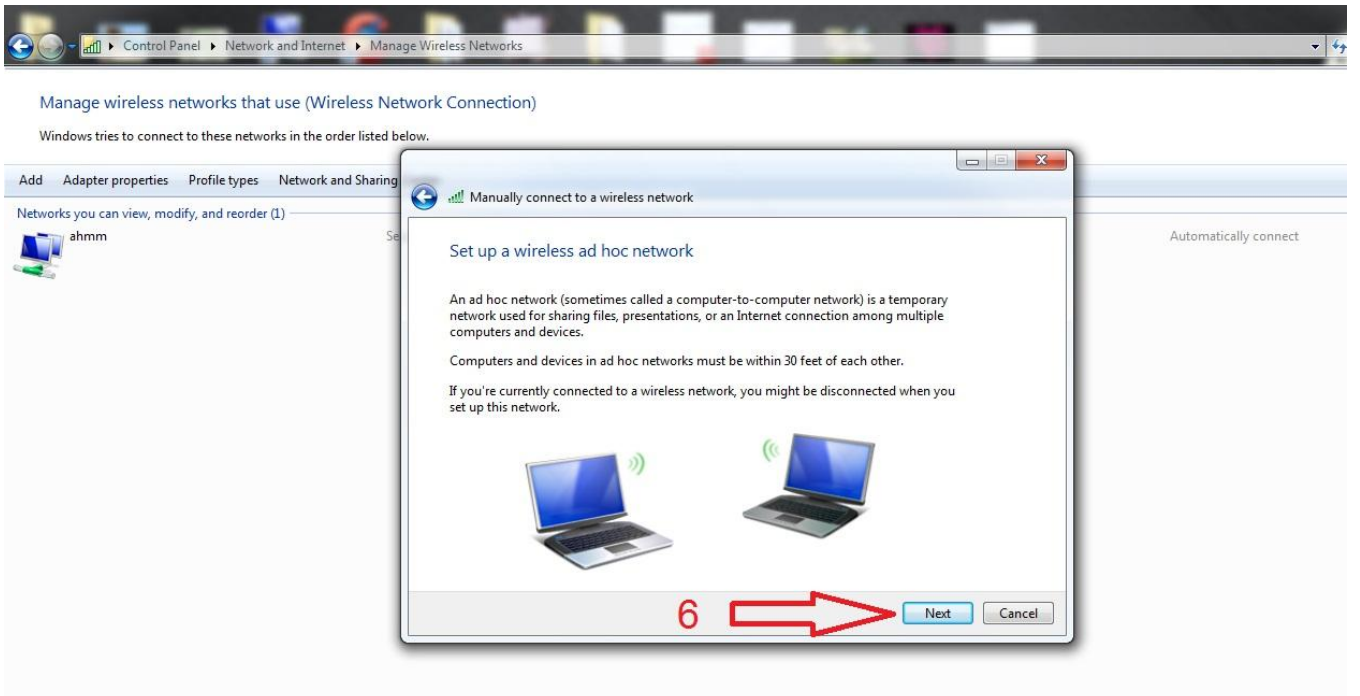 Control Panel ▸ Network and Internet ▸ Manage Wireless Networks
Manage wireless networks that use (Wireless Network Connection)
Windows tries to connect to these networks in the order listed below.
Add Adapter properties Profile types Network and Sharing
Networks you can view, modify, and reorder (1)
ahmm
Automatically connect
Manually connect to a wireless network
Set up a wireless ad hoc network
An ad hoc network (sometimes called a computer-to-computer network) is a temporary
network used for sharing files, presentations, or an Internet connection among multiple
computers and devices.
Computers and devices in ad hoc networks must be within 30 feet of each other.
If you're currently connected to a wireless network, you might be disconnected when you
set up this network.
6
Next Cancel